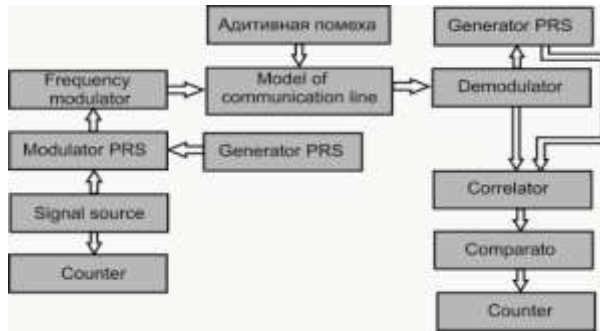 Адитивная помеха
Generator PRS
Frequency
modulator
Model of
communication line
Demodulator
Modulator PRS
Generator PRS
Correlator
Signal source
Comparato
Counter
Counter